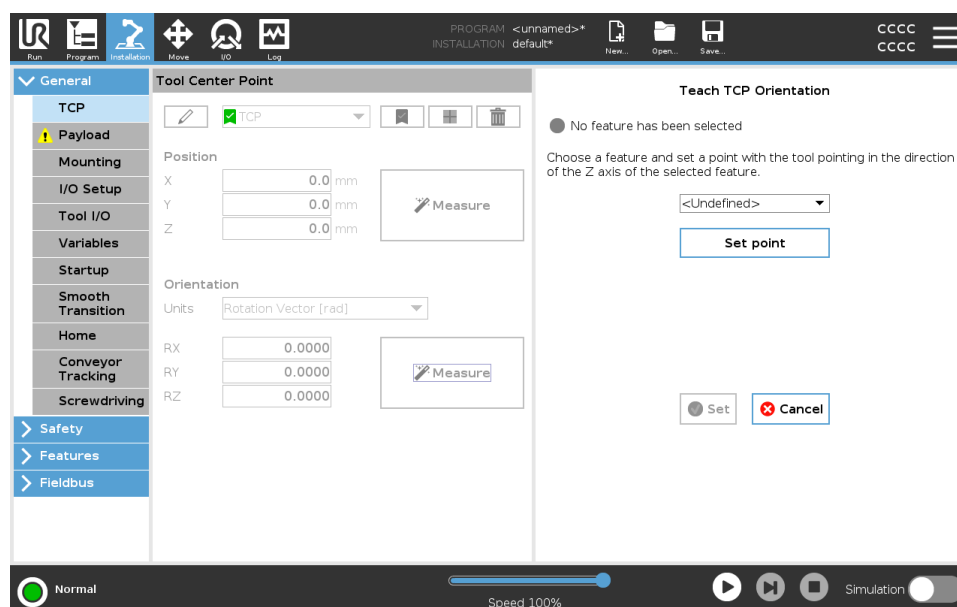 PROGRAM <unnamed>*
INSTALLATION default*
CCCC
CCCC
Run Program Installation Move I/O Log
New... Open... Save...
General
TCP
Payload
Mounting
I/O Setup
Tool I/O
Variables
Startup
Smooth
Transition
Home
Conveyor
Tracking
Screwdriving
Safety
Features
Fieldbus
Tool Center Point
TCP
Position
X 0.0 mm
Y 0.0 mm
Z 0.0 mm
Measure
Orientation
Units Rotation Vector [rad]
RX 0.0000
RY 0.0000
RZ 0.0000
Measure
Teach TCP Orientation
No feature has been selected
Choose a feature and set a point with the tool pointing in the direction
of the Z axis of the selected feature.
<Undefined>
Set point
Set Cancel
Normal
Speed 100%
Simulation